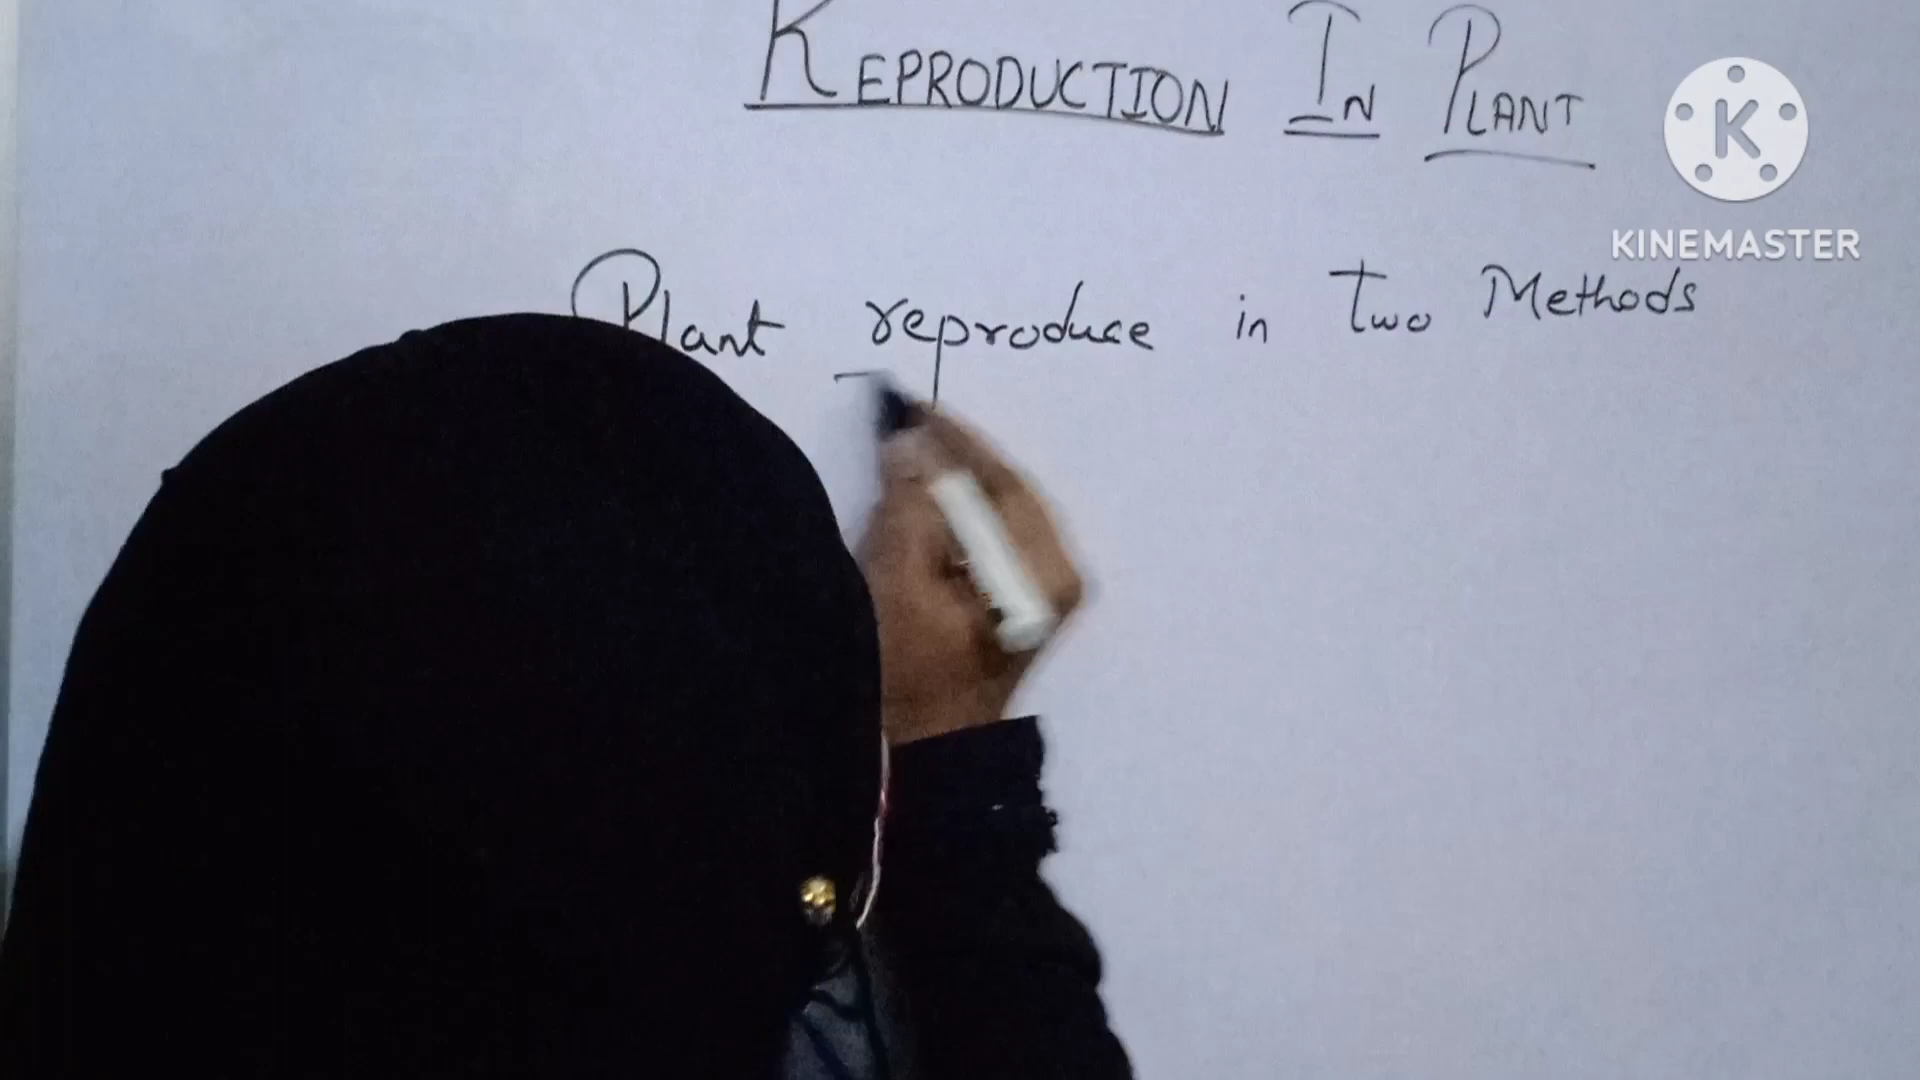 REPRODUCTION IN PLANT
K
KINEMASTER
Plant reproduce in two Methods